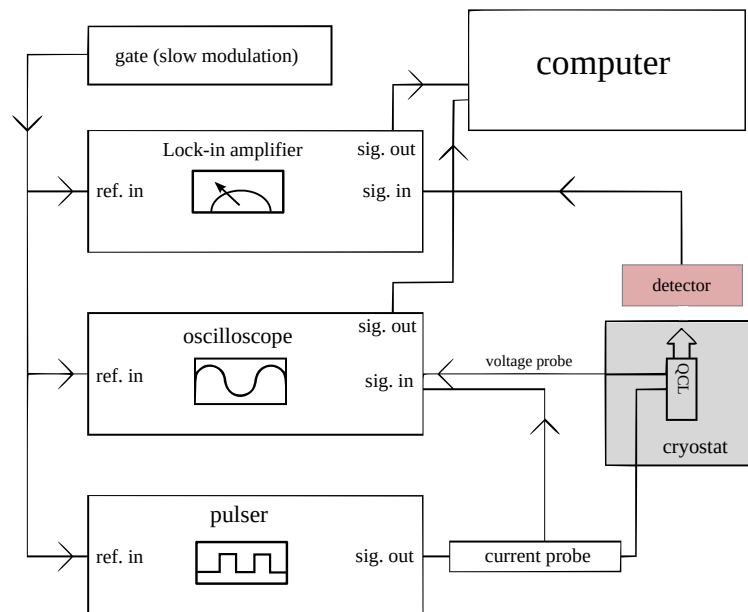 gate (slow modulation)
computer
Lock-in amplifier
sig. out
ref. in
sig. in
detector
oscilloscope
sig. out
voltage probe
ref. in
sig. in
QCL
cryostat
pulser
ref. in
sig. out
current probe